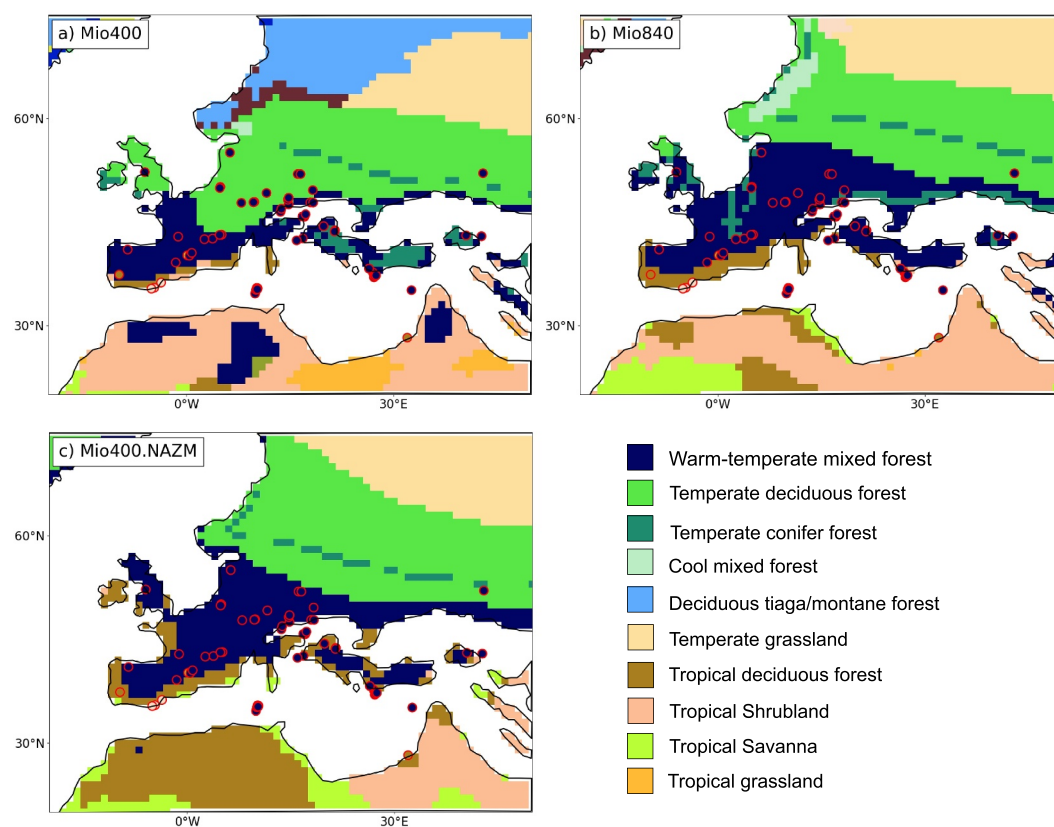 a) Mio400
b) Mio840
60°N
60°N
30°N
30°N
0°W
30°E
0°W
30°E
c) Mio400.NAZM
60°N
30°N
0°W
30°E
Warm-temperate mixed forest
Temperate deciduous forest
Temperate conifer forest
Cool mixed forest
Deciduous tiaga/montane forest
Temperate grassland
Tropical deciduous forest
Tropical Shrubland
Tropical Savanna
Tropical grassland